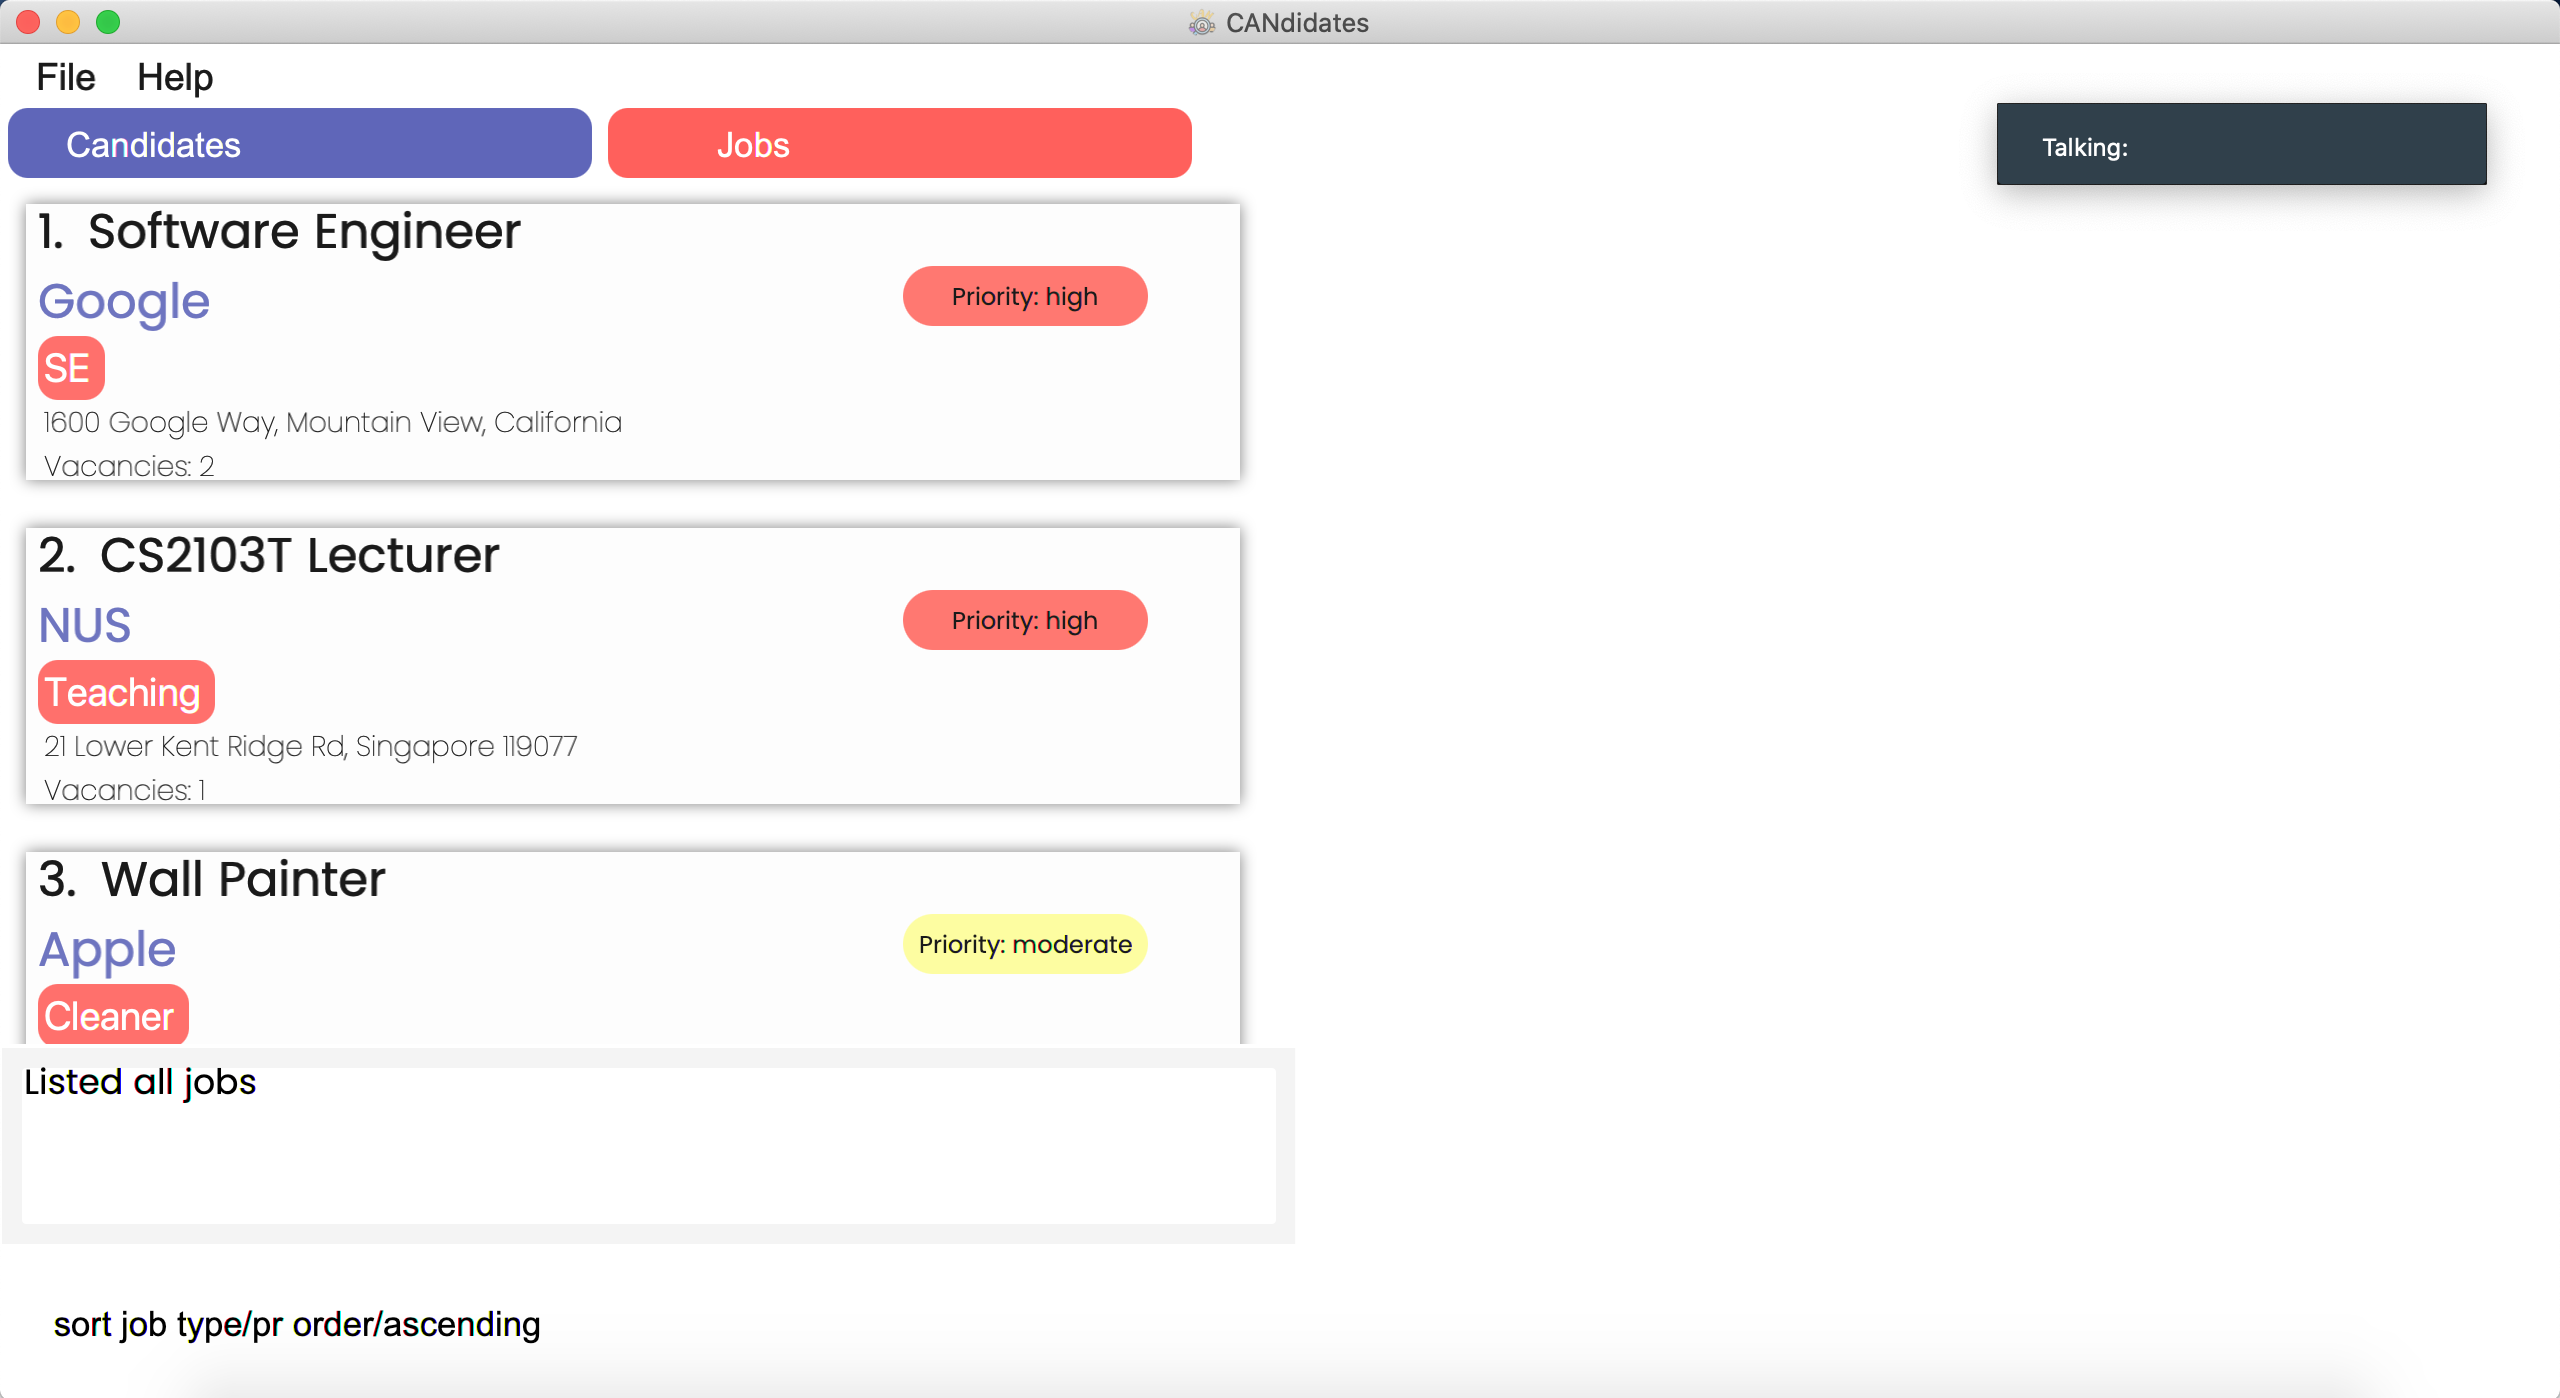 CANdidates
File Help
Candidates
Jobs
Talking:
1. Software Engineer
Google
Priority: high
SE
1600 Google Way, Mountain View, California
Vacancies: 2
2. CS2103T Lecturer
NUS
Priority: high
Teaching
21 Lower Kent Ridge Rd, Singapore 119077
Vacancies: 1
3. Wall Painter
Apple
Priority: moderate
Cleaner
Listed all jobs
sort job type/pr order/ascending